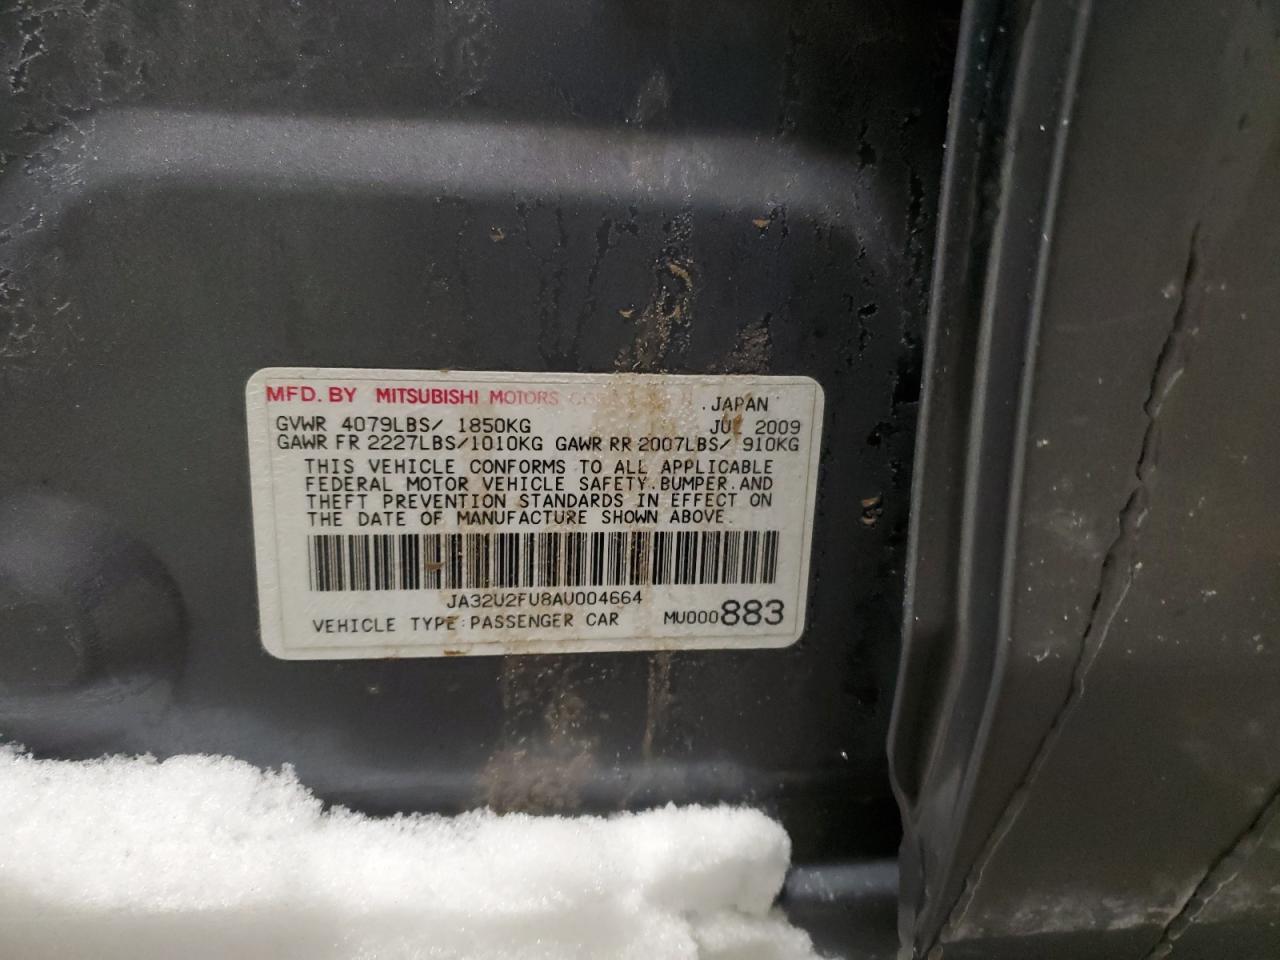 MFD. BY MITSUBISHI MOTORS JAPAN
GVWR 4079LBS/ 1850KG JUL 2009
GAWR FR 2227LBS/1010KG GAWR RR 2007LBS/ 910KG
THIS VEHICLE CONFORMS TO ALL APPLICABLE
FEDERAL MOTOR VEHICLE SAFETY.BUMPER.AND
THEFT PREVENTION STANDARDS IN EFFECT ON
THE DATE OF MANUFACTURE SHOWN ABOVE.
JA32U2FU8AU004664
VEHICLE TYPE:PASSENGER CAR MU000883